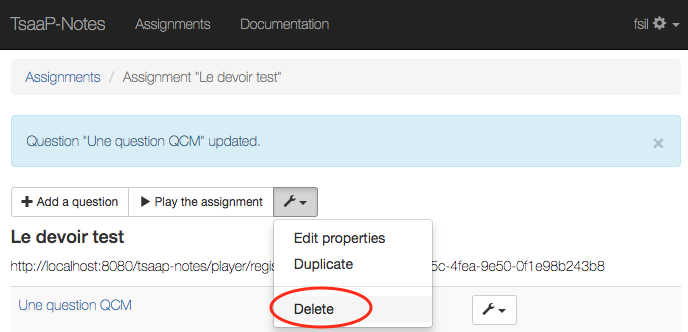 TsaaP-Notes Assignments Documentation fsil
Assignments / Assignment "Le devoir test"
Question "Une question QCM" updated. ×
Add a question Play the assignment
Edit properties
Le devoir test
Duplicate
http://localhost:8080/tsaap-notes/player/regis 5c-4fea-9e50-0f1e98b243b8
Une question QCM
Delete